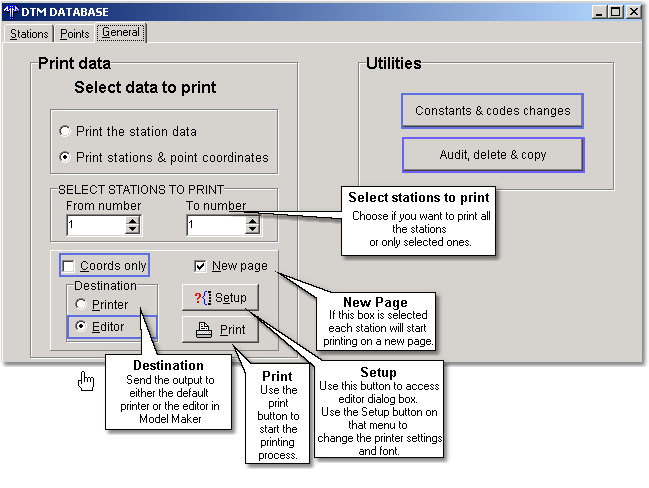 DTM DATABASE
Stations
Points
General
Print data
Select data to print
Print the station data
Print stations & point coordinates
SELECT STATIONS TO PRINT
From number
To number
1
1
Coords only
New page
Destination
Printer
Editor
Setup
Print
Utilities
Constants & codes changes
Audit, delete & copy
Select stations to print
Choose if you want to print all
the stations
or only selected ones.
New Page
If this box is selected
each station will start
printing on a new page.
Destination
Send the output to
either the default
printer or the editor in
Model Maker
Print
Use the
print
button to
start the
printing
process.
Setup
Use this button to access
editor dialog box.
Use the Setup button on
that menu to
change the printer settings
and font.